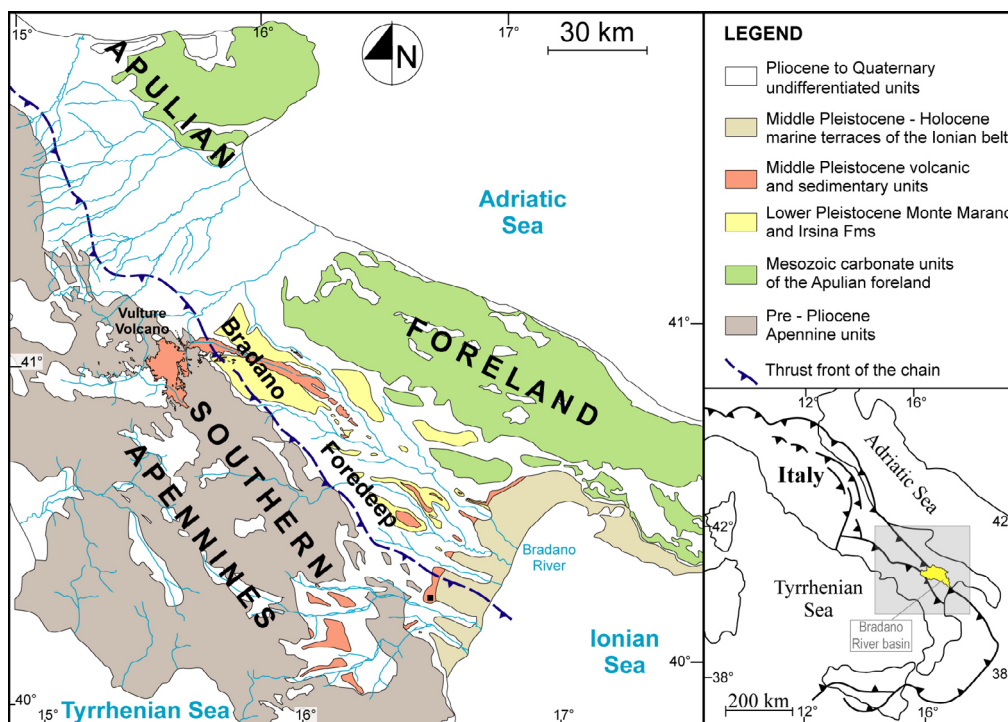 15°
16°
17°
30 km
N
APULIAN
Adriatic
Sea
Vulture
Volcano
41°
41°
Bradano
Foredeep
FORELAND
SOUTHERN
APENNINES
Bradano
River
Ionian
Sea
40°
40°
Tyrrhenian Sea
15°
16°
17°
LEGEND
Pliocene to Quaternary
undifferentiated units
Middle Pleistocene - Holocene
marine terraces of the Ionian belt
Middle Pleistocene volcanic
and sedimentary units
Lower Pleistocene Monte Marano
and Irsina Fms
Mesozoic carbonate units
of the Apulian foreland
Pre - Pliocene
Apennine units
Thrust front of the chain
12°
16°
Italy
Adriatic Sea
42°
42
Tyrrhenian
Sea
Bradano
River basin
38°
38
200 km
12°
16°